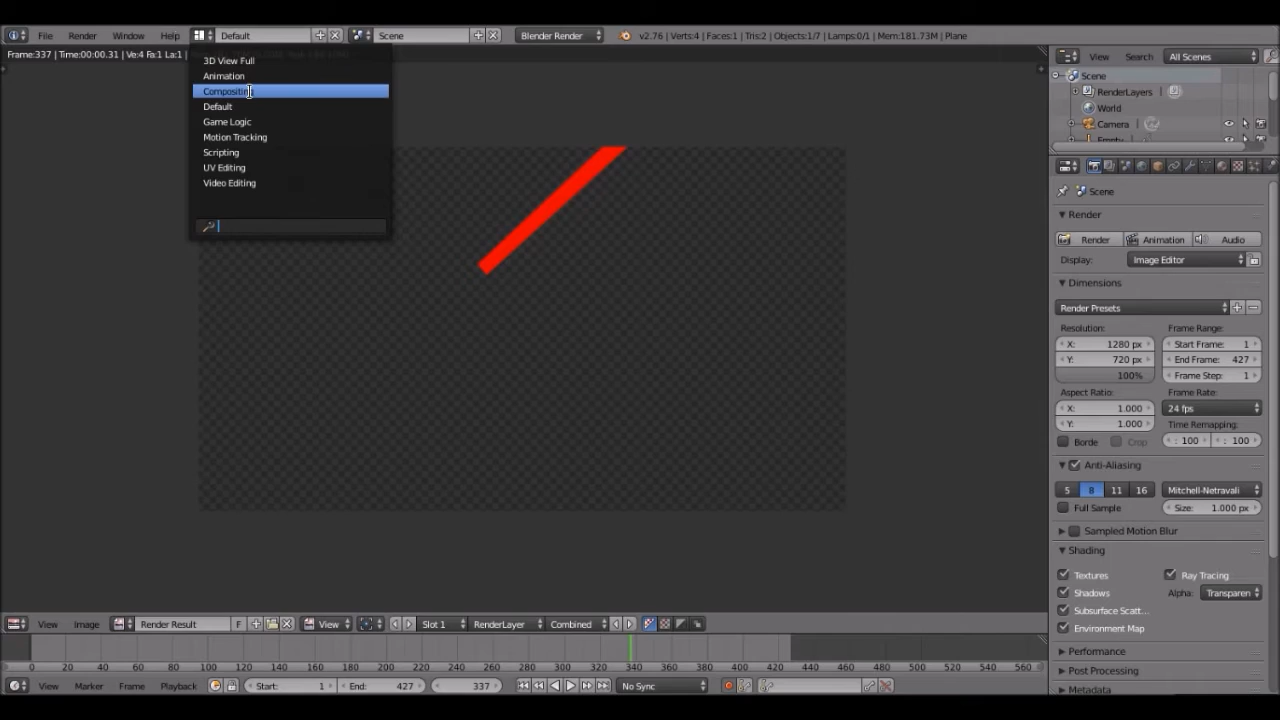 File Render Window Help Default Scene Blender Render v2.76 | Verts:4 | Faces:1 | Tris:2 | Objects:1/7 | Lamps:0/1 | Mem:181.73M | Plane
Frame:337 | Time:00:00.31 | Ve:4 Fa:1 La:1 |
View Search All Scenes
3D View Full
Animation
Compositing
Default
Game Logic
Motion Tracking
Scripting
UV Editing
Video Editing
Scene
RenderLayers
World
Camera
Empty
Scene
Render
Render Animation Audio
Display: Image Editor
Dimensions
Render Presets
Resolution: Frame Range:
X: 1280 px Start Frame: 1
Y: 720 px End Frame: 427
100% Frame Step: 1
Aspect Ratio: Frame Rate:
X: 1.000 24 fps
Y: 1.000 Time Remapping:
Borde Crop : 100 : 100
Anti-Aliasing
5 8 11 16 Mitchell-Netravali
Full Sample Size: 1.000 px
Sampled Motion Blur
Shading
Textures Ray Tracing
Shadows Alpha: Transparen
Subsurface Scatt...
Environment Map
Performance
Post Processing
Metadata
View Image Render Result F View Slot 1 RenderLayer Combined
0 20 40 60 80 100 120 140 160 180 200 220 240 260 280 300 320 340 360 380 400 420 440 460 480 500 520 540 560
View Marker Frame Playback Start: 1 End: 427 337 No Sync